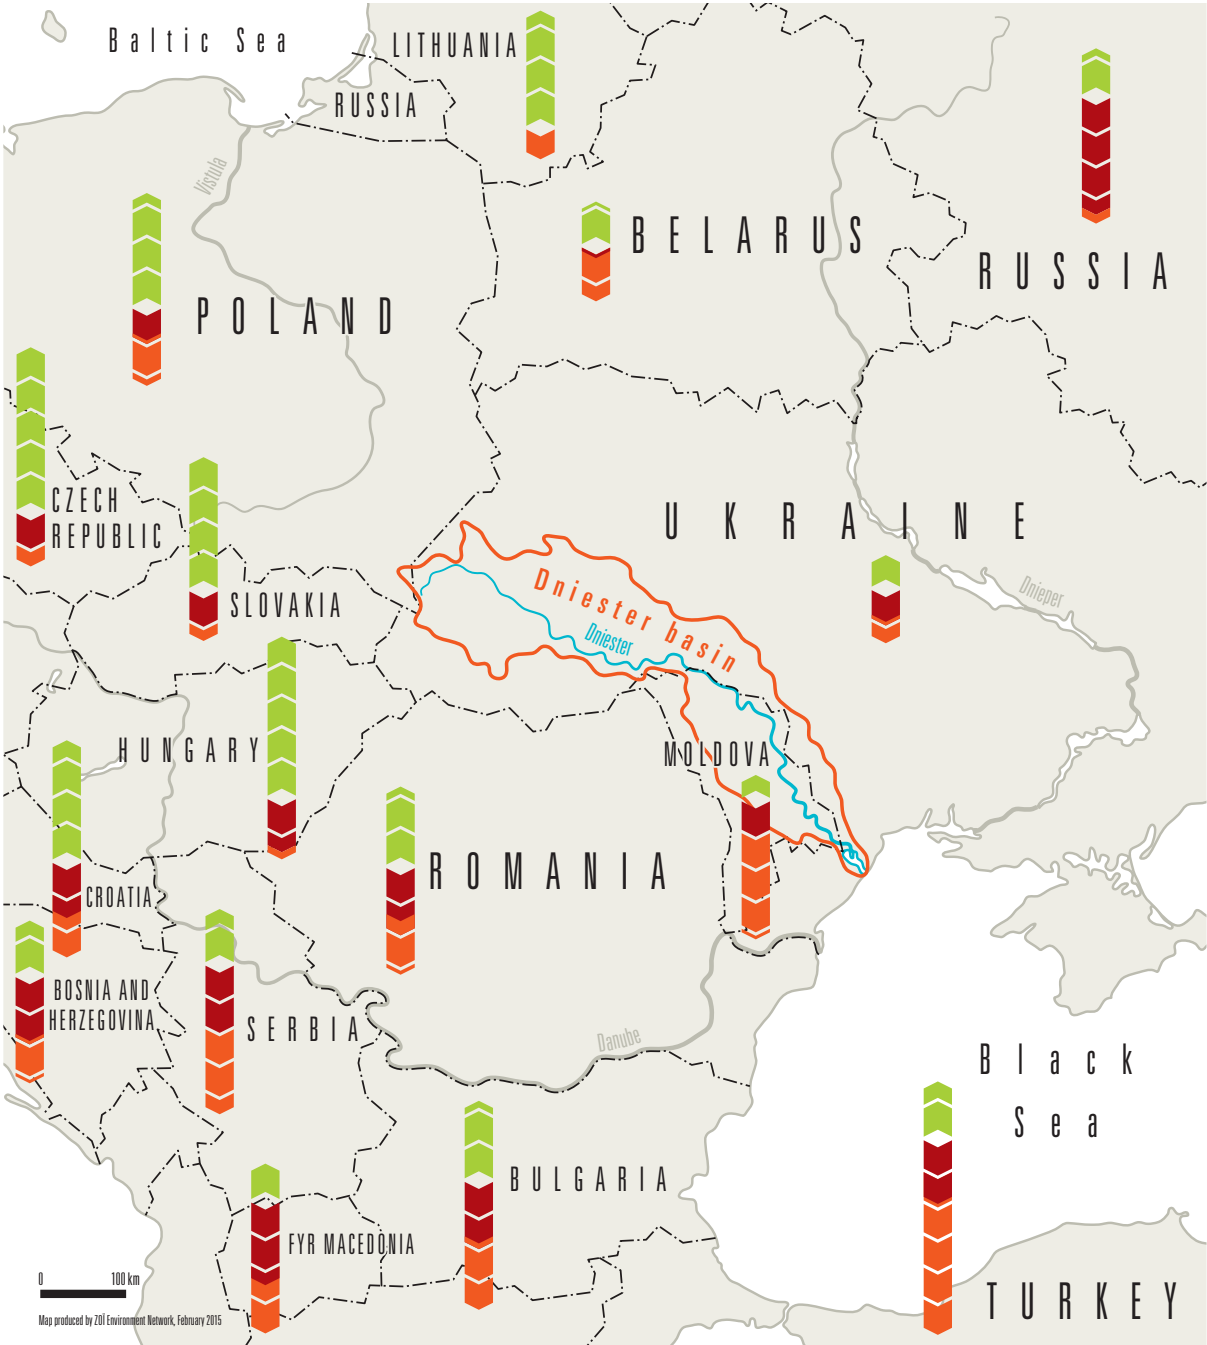 Baltic Sea
LITHUANIA
RUSSIA
Vistula
BELARUS
RUSSIA
POLAND
CZECH
REPUBLIC
UKRAINE
Dniester basin
Dniester
Dnieper
SLOVAKIA
HUNGARY
MOLDOVA
ROMANIA
CROATIA
BOSNIA AND
HERZEGOVINA
SERBIA
Danube
Black
Sea
BULGARIA
FYR MACEDONIA
TURKEY
0 100 km
Map produced by ZOÏ Environment Network, February 2015